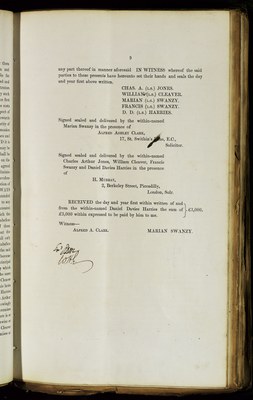 3
any part thereof in manner aforesaid IN WITNESS whereof the said
parties to these presents have hereunto set their hands and seals the day
and year first above written.
CHAS. A. (L.S.) JONES.
WILLIAM (L.S.) CLEAVER.
MARIAN (L.S.) SWANZY.
FRANCIS (L.S.) SWANZY.
D. D. (L.S.) HARRIES.
Signed sealed and delivered by the within-named
Marian Swanzy in the presence of
ALFRED ASHLEY CLARK,
17, St. Swithin's Lane, E.C.,
Solicitor.
Signed sealed and delivered by the within-named
Charles Arthur Jones, William Cleaver, Francis
Swanzy and Daniel Davies Harries in the presence
of
H. MURRAY,
3, Berkeley Street, Piccadilly,
London, Solr.
RECEIVED the day and year first within written of and
from the within-named Daniel Davies Harries the sum of £3,000.
£3,000 within expressed to be paid by him to me.
Witness—
ALFRED A. CLARK. MARIAN SWANZY.